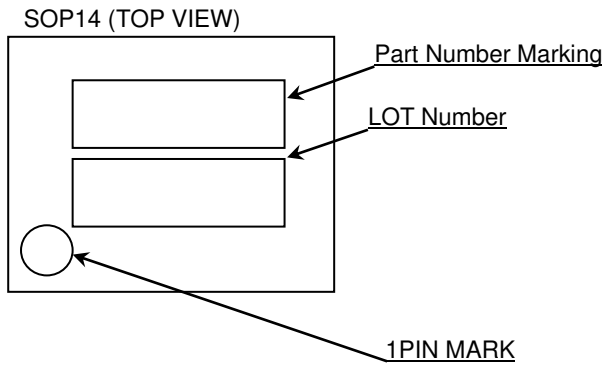 SOP14 (TOP VIEW)
Part Number Marking
LOT Number
1PIN MARK